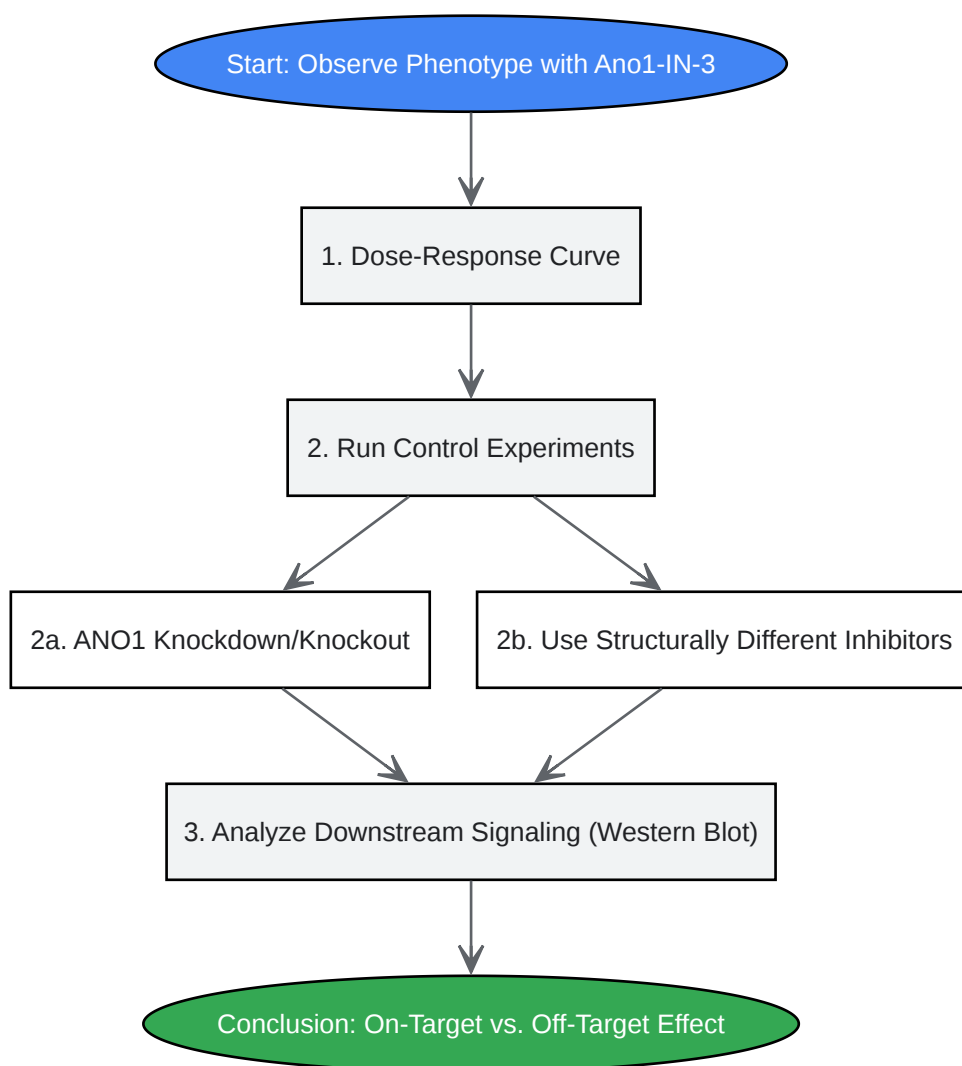 Start: Observe Phenotype with Ano1-IN-3
1. Dose-Response Curve
2. Run Control Experiments
2a. ANO1 Knockdown/Knockout
2b. Use Structurally Different Inhibitors
3. Analyze Downstream Signaling (Western Blot)
Conclusion: On-Target vs. Off-Target Effect